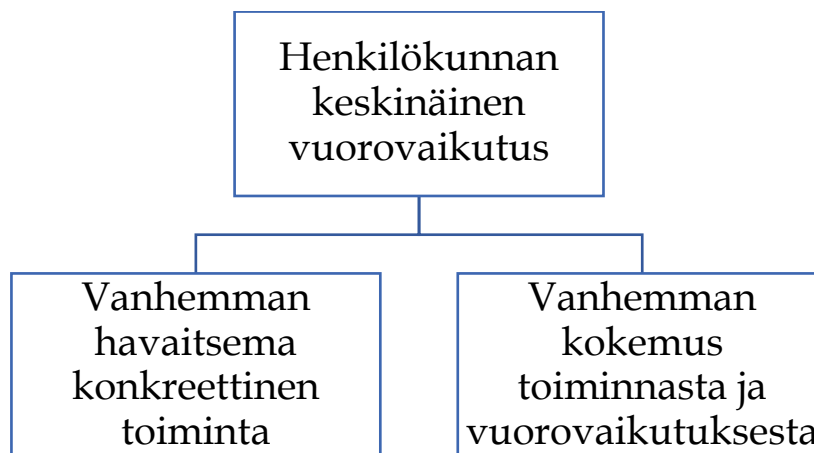 Henkilökunnan
keskinäinen
vuorovaikutus
Vanhemman
havaitsema
konkreettinen
toiminta
Vanhemman
kokemus
toiminnasta ja
vuorovaikutuksesta